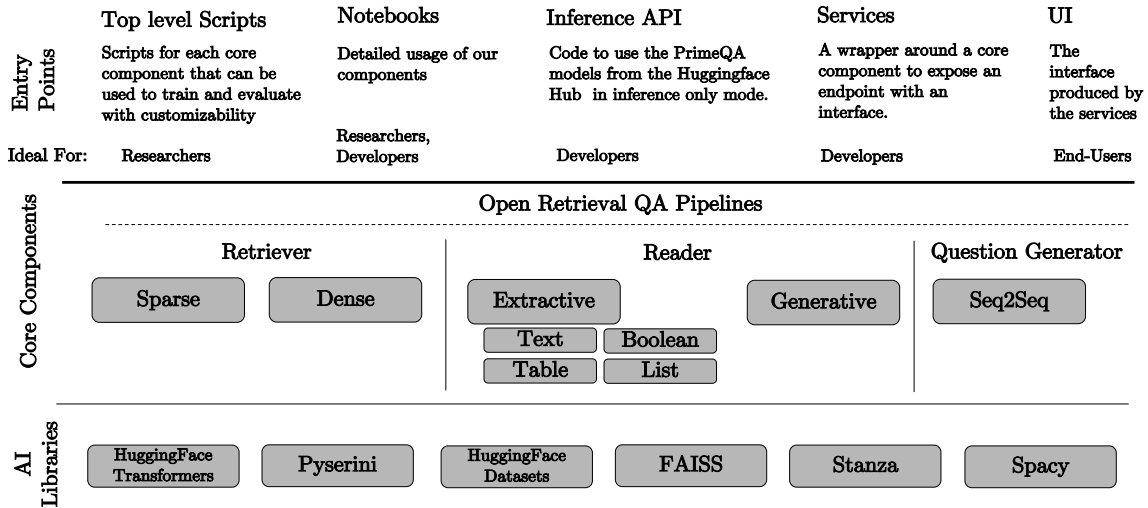 Entry
Points
Top level Scripts
Scripts for each core
component that can be
used to train and evaluate
with customizability
Notebooks
Detailed usage of our
components
Inference API
Code to use the PrimeQA
models from the Huggingface
Hub in inference only mode.
Services
A wrapper around a core
component to expose an
endpoint with an
interface.
UI
The
interface
produced by
the services
Ideal For:
Researchers
Researchers,
Developers
Developers
Developers
End-Users
Core Components
Open Retrieval QA Pipelines
Retriever
Sparse
Dense
Reader
Extractive
Text
Boolean
Table
List
Generative
Question Generator
Seq2Seq
AI
Libraries
HuggingFace
Transformers
Pyserini
HuggingFace
Datasets
FAISS
Stanza
Spacy